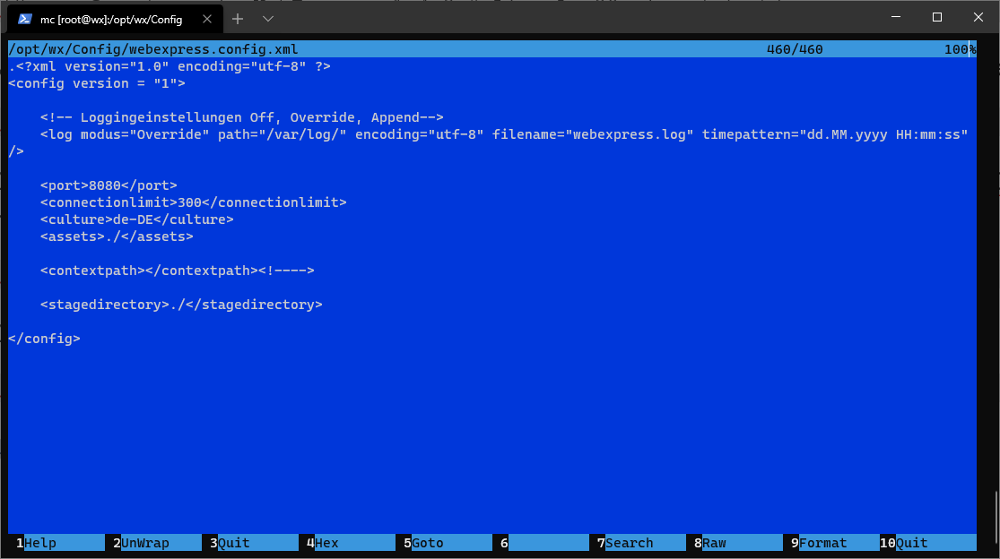 mc [root@wx]:/opt/wx/Config
/opt/wx/Config/webexpress.config.xml 460/460 100%
.<?xml version="1.0" encoding="utf-8" ?>
<config version = "1">
<!-- Loggingeinstellungen Off, Override, Append-->
<log modus="Override" path="/var/log/" encoding="utf-8" filename="webexpress.log" timepattern="dd.MM.yyyy HH:mm:ss"
/>
<port>8080</port>
<connectionlimit>300</connectionlimit>
<culture>de-DE</culture>
<assets>./</assets>
<contextpath></contextpath><!---->
<stagedirectory>./</stagedirectory>
</config>
1Help 2UnWrap 3Quit 4Hex 5Goto 6 7Search 8Raw 9Format 10Quit